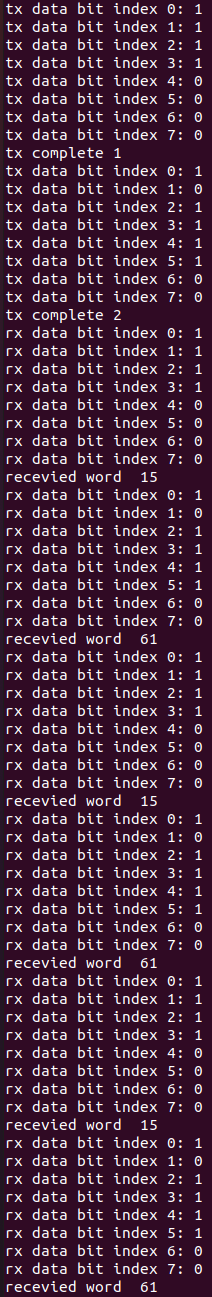 tx data bit index 0: 1
tx data bit index 1: 1
tx data bit index 2: 1
tx data bit index 3: 1
tx data bit index 4: 0
tx data bit index 5: 0
tx data bit index 6: 0
tx data bit index 7: 0
tx complete 1
tx data bit index 0: 1
tx data bit index 1: 0
tx data bit index 2: 1
tx data bit index 3: 1
tx data bit index 4: 1
tx data bit index 5: 1
tx data bit index 6: 0
tx data bit index 7: 0
tx complete 2
rx data bit index 0: 1
rx data bit index 1: 1
rx data bit index 2: 1
rx data bit index 3: 1
rx data bit index 4: 0
rx data bit index 5: 0
rx data bit index 6: 0
rx data bit index 7: 0
recevied word  15
rx data bit index 0: 1
rx data bit index 1: 0
rx data bit index 2: 1
rx data bit index 3: 1
rx data bit index 4: 1
rx data bit index 5: 1
rx data bit index 6: 0
rx data bit index 7: 0
recevied word  61
rx data bit index 0: 1
rx data bit index 1: 1
rx data bit index 2: 1
rx data bit index 3: 1
rx data bit index 4: 0
rx data bit index 5: 0
rx data bit index 6: 0
rx data bit index 7: 0
recevied word  15
rx data bit index 0: 1
rx data bit index 1: 0
rx data bit index 2: 1
rx data bit index 3: 1
rx data bit index 4: 1
rx data bit index 5: 1
rx data bit index 6: 0
rx data bit index 7: 0
recevied word  61
rx data bit index 0: 1
rx data bit index 1: 1
rx data bit index 2: 1
rx data bit index 3: 1
rx data bit index 4: 0
rx data bit index 5: 0
rx data bit index 6: 0
rx data bit index 7: 0
recevied word  15
rx data bit index 0: 1
rx data bit index 1: 0
rx data bit index 2: 1
rx data bit index 3: 1
rx data bit index 4: 1
rx data bit index 5: 1
rx data bit index 6: 0
rx data bit index 7: 0
recevied word  61